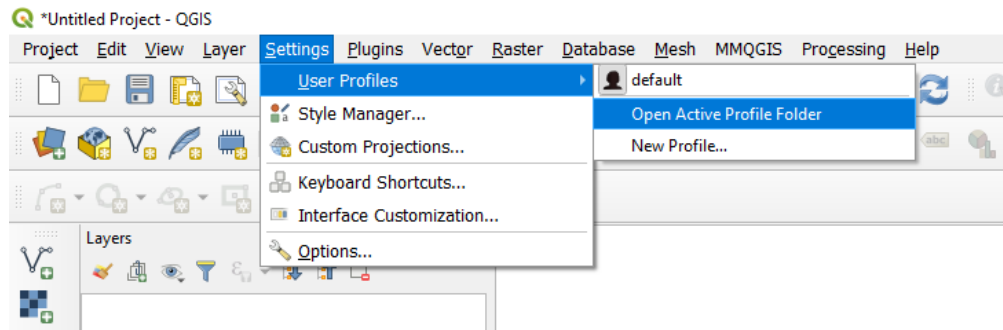 *Untitled Project - QGIS
Project Edit View Layer Settings Plugins Vector Raster Database Mesh MMQGIS Processing Help
User Profiles
default
Style Manager...
Open Active Profile Folder
Custom Projections...
New Profile...
abc
Keyboard Shortcuts...
Interface Customization...
Layers
Options...